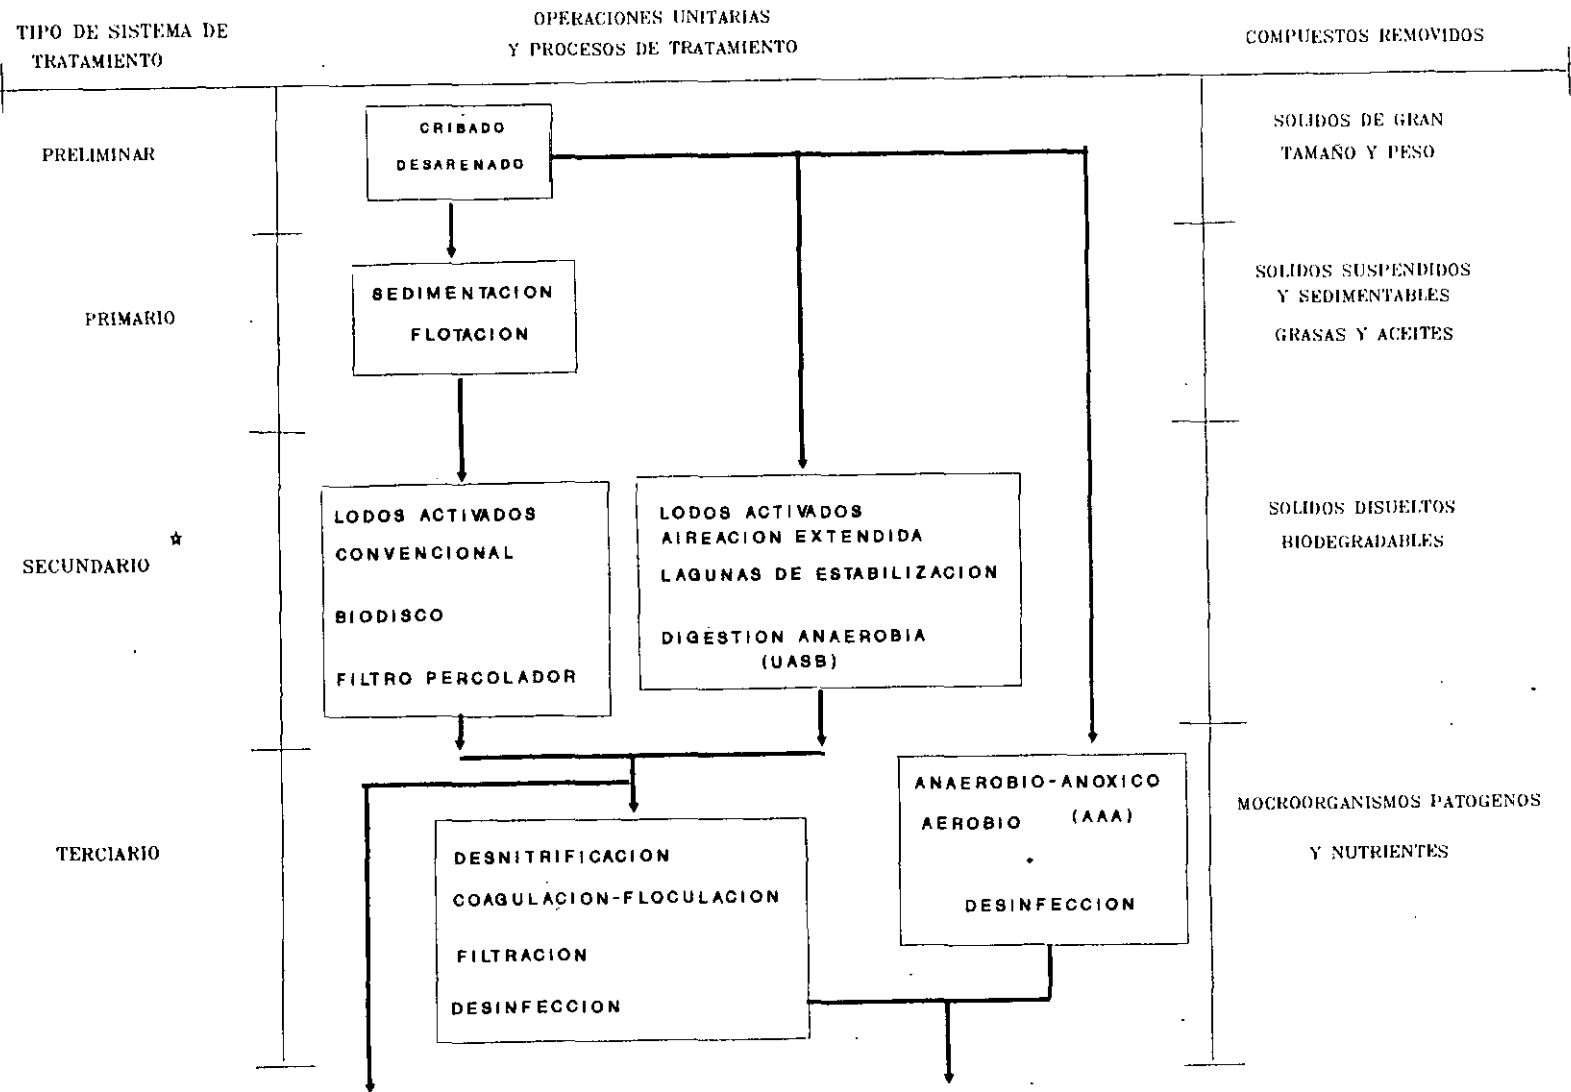 TIPO DE SISTEMA DE
TRATAMIENTO
OPERACIONES UNITARIAS
Y PROCESOS DE TRATAMIENTO
COMPUESTOS REMOVIDOS
PRELIMINAR
CRIBADO
DESARENADO
SOLIDOS DE GRAN
TAMAÑO Y PESO
PRIMARIO
SEDIMENTACION
FLOTACION
SOLIDOS SUSPENDIDOS
Y SEDIMENTABLES
GRASAS Y ACEITES
SECUNDARIO ☆
LODOS ACTIVADOS
CONVENCIONAL
BIODISCO
FILTRO PERCOLADOR
LODOS ACTIVADOS
AIREACION EXTENDIDA
LAGUNAS DE ESTABILIZACION
DIGESTION ANAEROBIA
(UASB)
SOLIDOS DISUELTOS
BIODEGRADABLES
TERCIARIO
DESNITRIFICACION
COAGULACION-FLOCULACION
FILTRACION
DESINFECCION
ANAEROBIO-ANOXICO
AEROBIO (AAA)
DESINFECCION
MOCROORGANISMOS PATOGENOS
Y NUTRIENTES